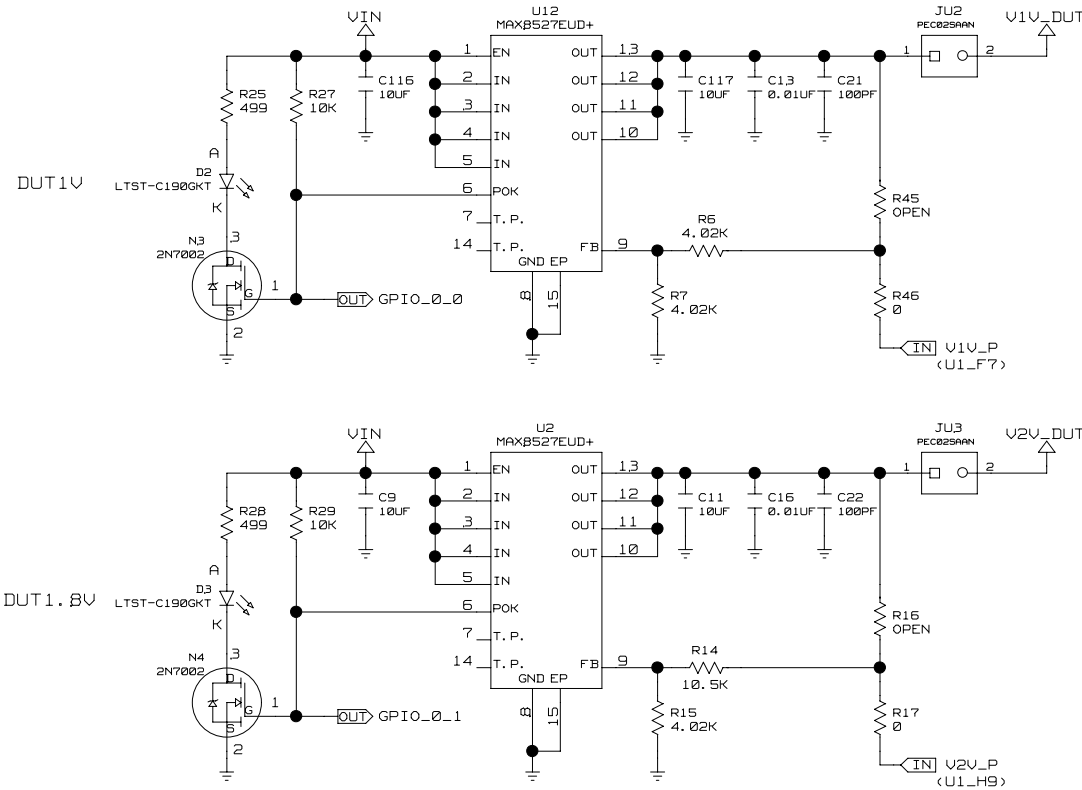 VIN
U12
MAX8527EUD+
JU2
PEC02SAAN
V1V_DUT
1 EN
2 IN
3 IN
4 IN
5 IN
6 POK
7 T.P.
14 T.P.
OUT 13
OUT 12
OUT 11
OUT 10
FB 9
GND EP
8
15
1
2
R25
499
R27
10K
C116
10UF
C117
10UF
C13
0.01UF
C21
100PF
DUT1V
A
D2
LTST-C190GKT
K
N3
2N7002
3
D
G
S
1
2
OUT GPIO_0_0
R6
4.02K
R7
4.02K
R45
OPEN
R46
0
IN V1V_P
(U1_F7)
VIN
U2
MAX8527EUD+
JU3
PEC02SAAN
V2V_DUT
1 EN
2 IN
3 IN
4 IN
5 IN
6 POK
7 T.P.
14 T.P.
OUT 13
OUT 12
OUT 11
OUT 10
FB 9
GND EP
8
15
1
2
R28
499
R29
10K
C9
10UF
C11
10UF
C16
0.01UF
C22
100PF
DUT1.8V
A
D3
LTST-C190GKT
K
N4
2N7002
3
D
G
S
1
2
OUT GPIO_0_1
R14
10.5K
R15
4.02K
R16
OPEN
R17
0
IN V2V_P
(U1_H9)